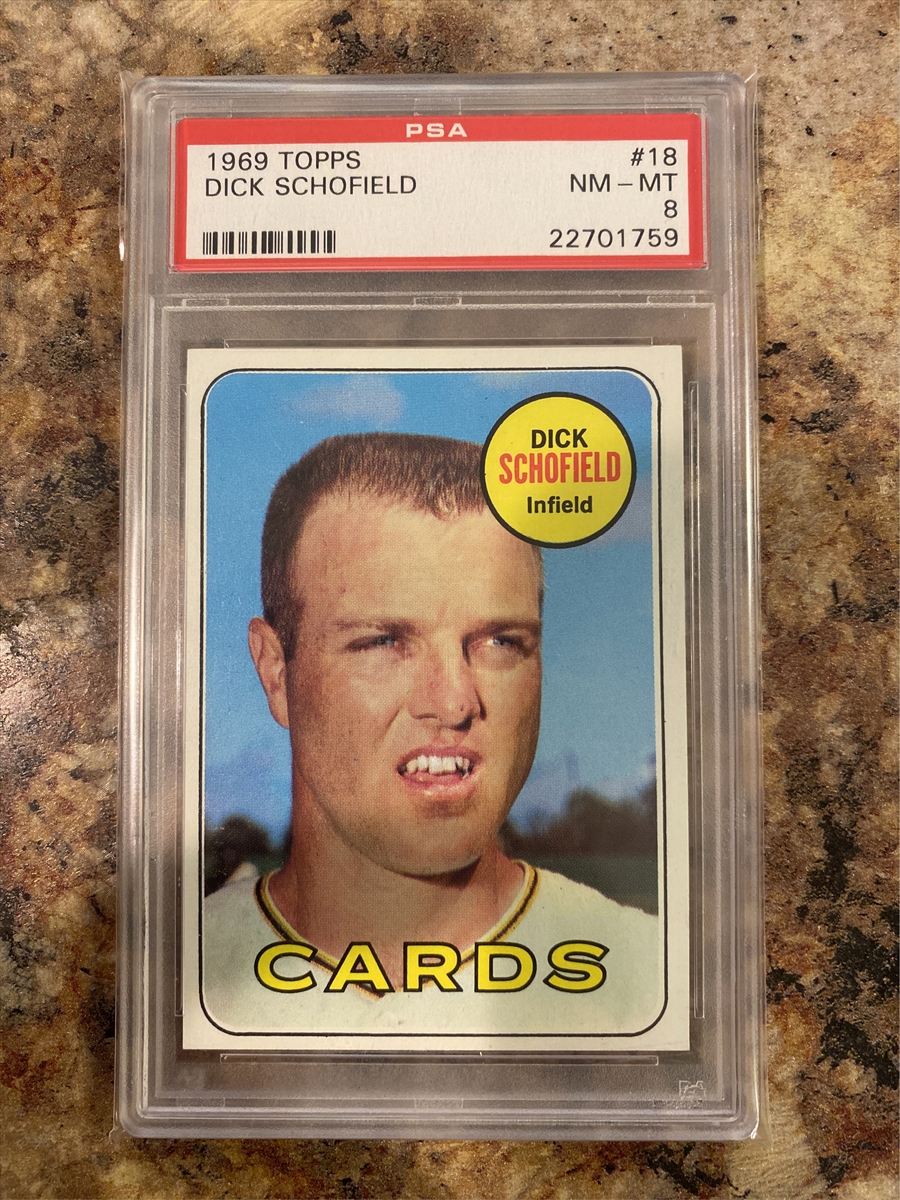 PSA
1969 TOPPS #18
DICK SCHOFIELD NM - MT
8
22701759
DICK
SCHOFIELD
Infield
CARDS